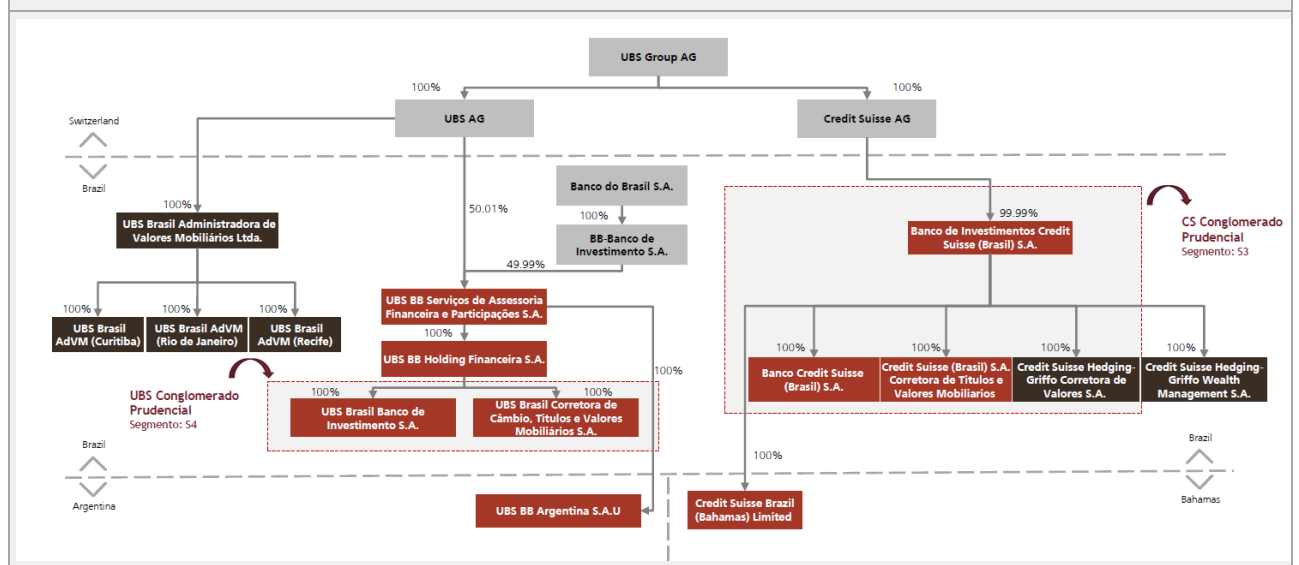 UBS Group AG
100%
100%
UBS AG
Credit Suisse AG
Switzerland
Brazil
Banco do Brasil S.A.
100%
50.01%
100%
99.99%
UBS Brasil Administradora de
Valores Mobiliários Ltda.
BB-Banco de
Investimento S.A.
Banco de Investimentos Credit
Suisse (Brasil) S.A.
CS Conglomerado
Prudencial
Segmento: S3
49.99%
UBS BB Serviços de Assessoria
Financeira e Participações S.A.
100%
100%
100%
UBS Brasil
AdVM (Curitiba)
UBS Brasil AdVM
(Rio de Janeiro)
UBS Brasil
AdVM (Recife)
100%
UBS BB Holding Financeira S.A.
100%
100%
100%
100%
100%
Banco Credit Suisse
(Brasil) S.A.
Credit Suisse (Brasil) S.A.
Corretora de Titulos e
Valores Mobiliarios
Credit Suisse Hedging-
Griffo Corretora de
Valores S.A.
Credit Suisse Hedging-
Griffo Wealth
Management S.A.
UBS Conglomerado
Prudencial
Segmento: S4
100%
100%
UBS Brasil Banco de
Investimento S.A.
UBS Brasil Corretora de
Câmbio, Titulos e Valores
Mobiliários S.A.
Brazil
Argentina
100%
Brazil
Bahamas
UBS BB Argentina S.A.U
Credit Suisse Brazil
(Bahamas) Limited